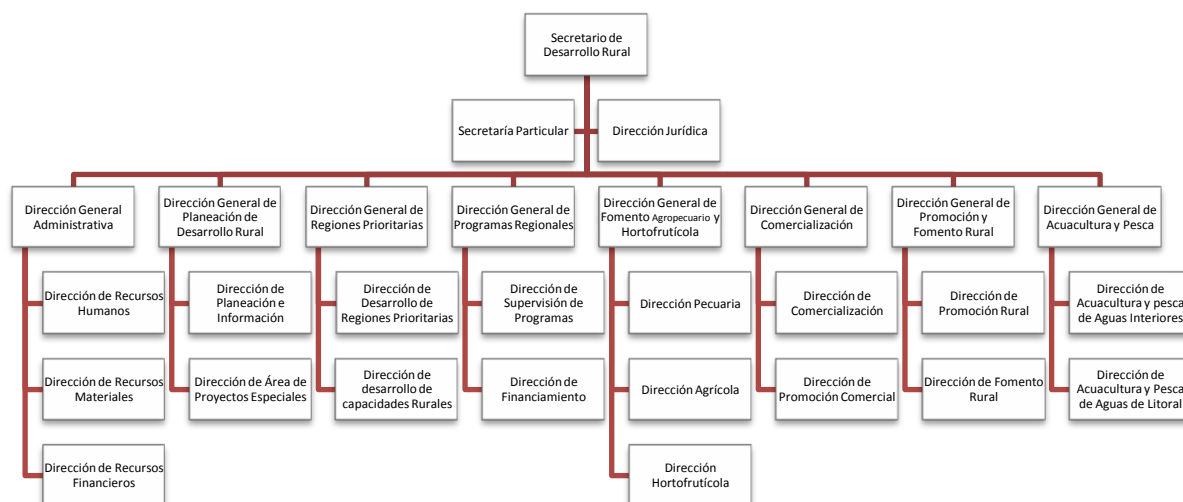 Secretario de
Desarrollo Rural
Secretaría Particular
Dirección Jurídica
Dirección General
Administrativa
Dirección General de
Planeación de
Desarrollo Rural
Dirección General de
Regiones Prioritarias
Dirección General de
Programas Regionales
Dirección General de
Fomento Agropecuario y
Hortofrutícola
Dirección General de
Comercialización
Dirección General de
Promoción y
Fomento Rural
Dirección General de
Acuacultura y Pesca
Dirección de Recursos
Humanos
Dirección de
Planeación e
Información
Dirección de
Desarrollo de
Regiones Prioritarias
Dirección de
Supervisión de
Programas
Dirección Pecuaria
Dirección de
Comercialización
Dirección de
Promoción Rural
Dirección de
Acuacultura y pesca
de Aguas Interiores
Dirección de Recursos
Materiales
Dirección de Área de
Proyectos Especiales
Dirección de
desarrollo de
capacidades Rurales
Dirección de
Financiamiento
Dirección Agrícola
Dirección de
Promoción Comercial
Dirección de Fomento
Rural
Dirección de
Acuacultura y Pesca
de Aguas de Litoral
Dirección de Recursos
Financieros
Dirección
Hortofrutícola